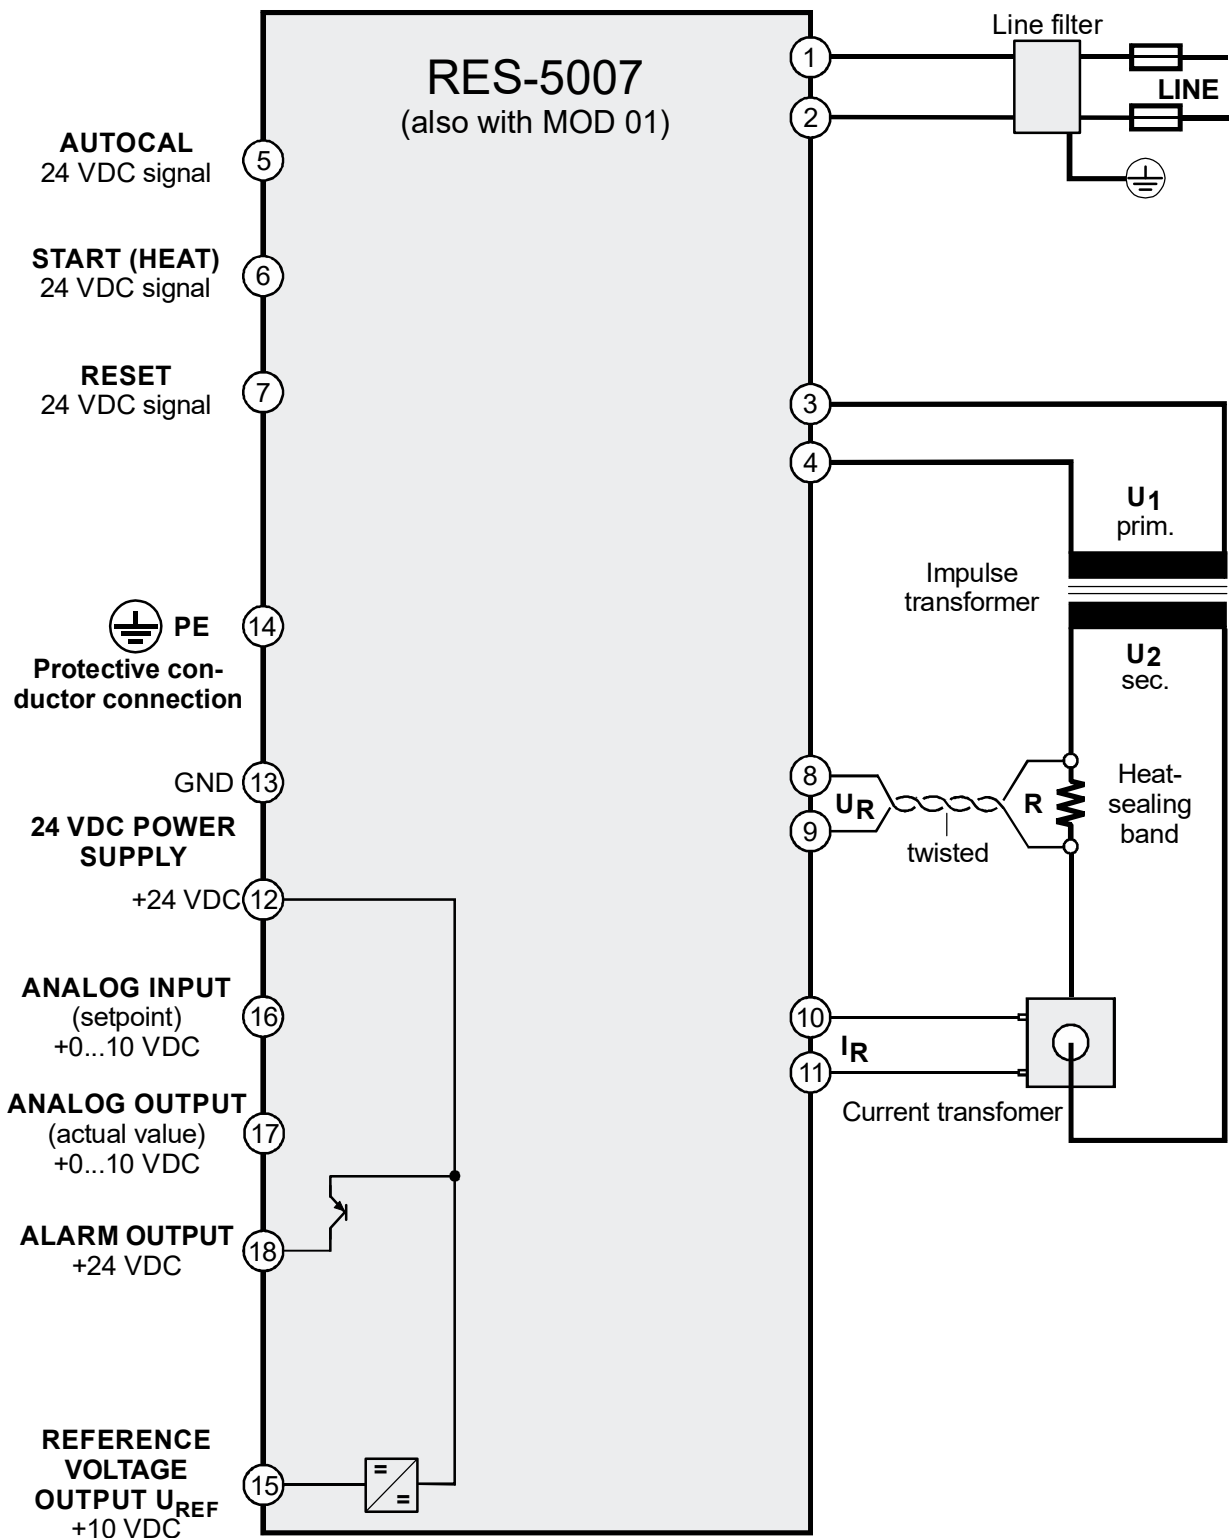 RES-5007
(also with MOD 01)
Line filter
1
2
LINE
AUTOCAL
24 VDC signal
5
START (HEAT)
24 VDC signal
6
RESET
24 VDC signal
7
3
4
U1
prim.
Impulse
transformer
U2
sec.
PE
14
Protective con-
ductor connection
GND
13
24 VDC POWER
SUPPLY
+24 VDC
12
8
9
UR
twisted
R
Heat-
sealing
band
ANALOG INPUT
(setpoint)
+0...10 VDC
16
10
11
IR
Current transfomer
ANALOG OUTPUT
(actual value)
+0...10 VDC
17
ALARM OUTPUT
+24 VDC
18
REFERENCE
VOLTAGE
OUTPUT UREF
+10 VDC
15
=
=